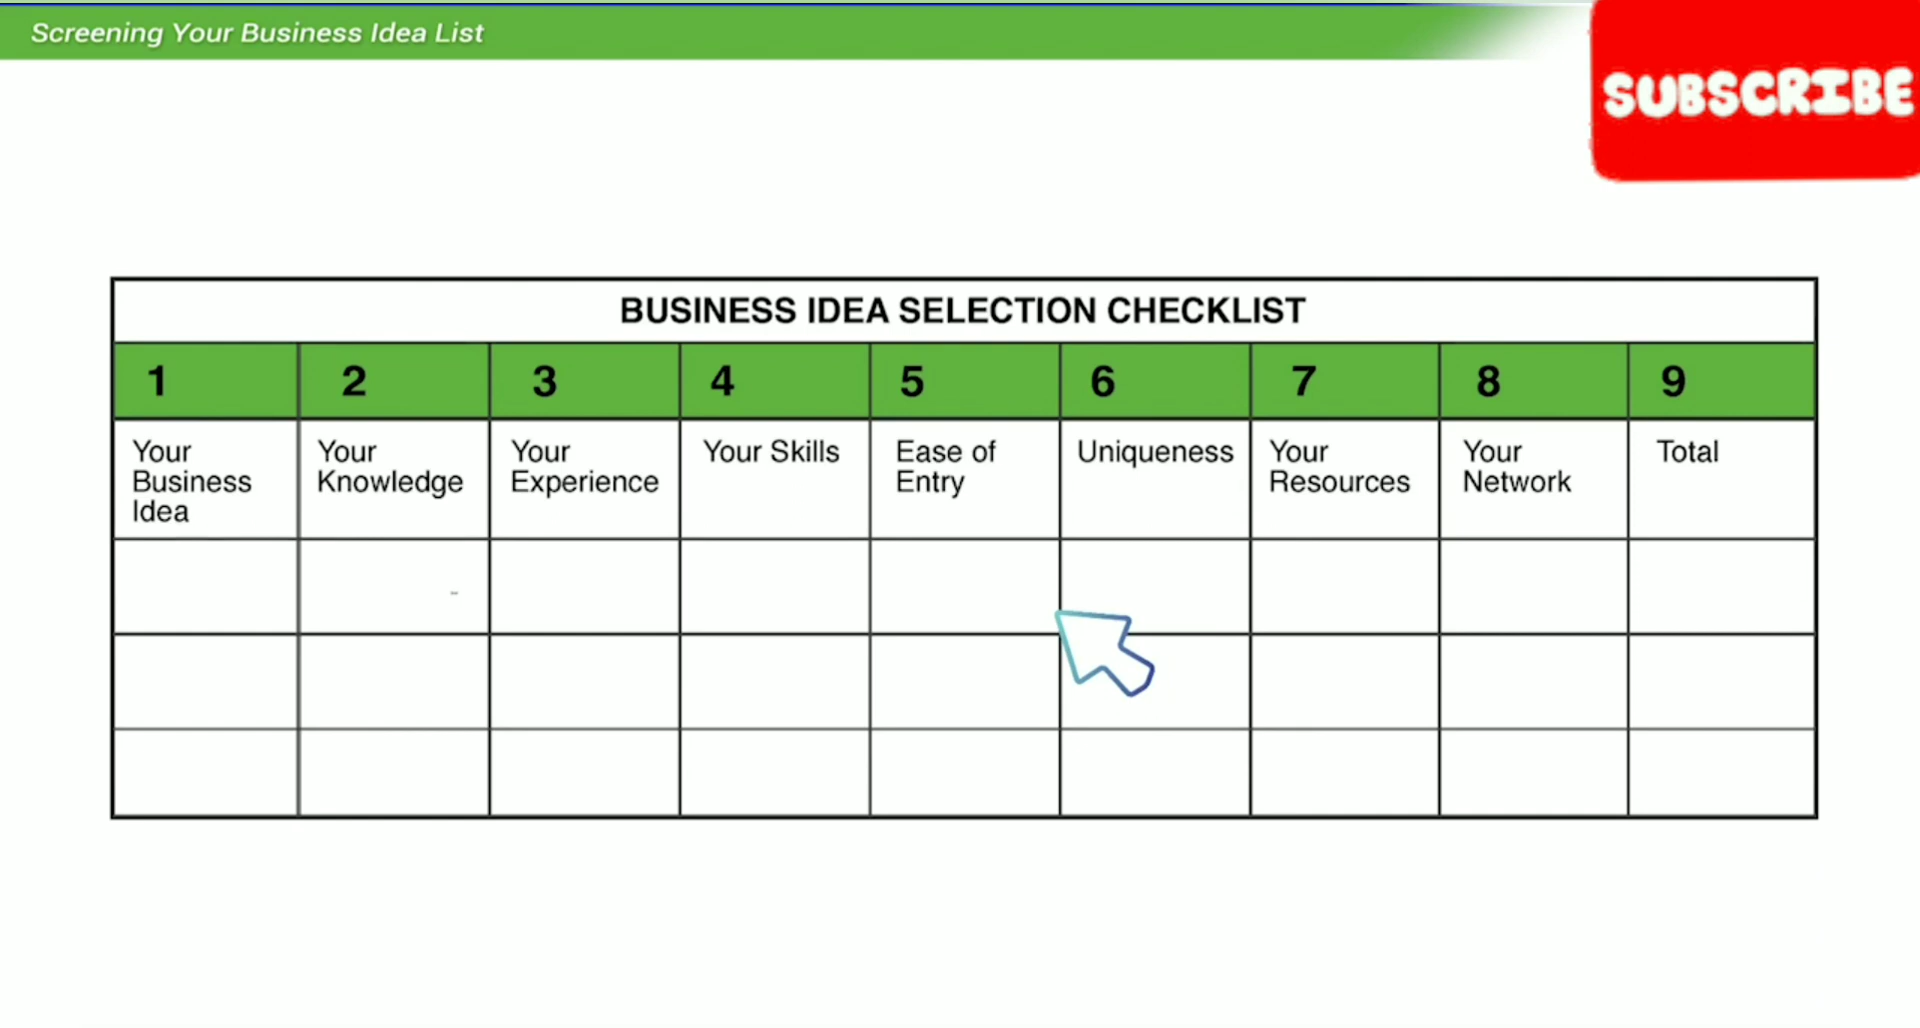 Screening Your Business Idea List
SUBSCRIBE
BUSINESS IDEA SELECTION CHECKLIST
1 2 3 4 5 6 7 8 9
Your Business Idea
Your Knowledge
Your Experience
Your Skills
Ease of Entry
Uniqueness
Your Resources
Your Network
Total